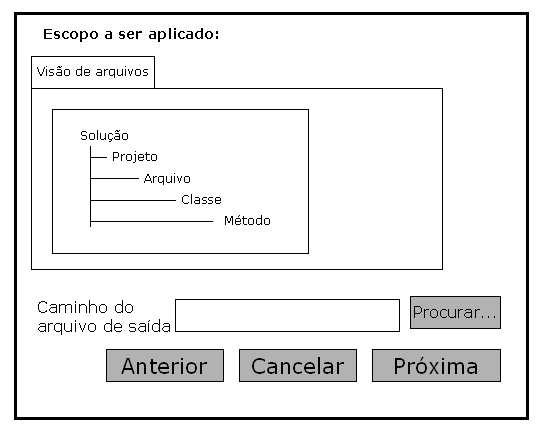 Escopo a ser aplicado:
Visão de arquivos
Solução
Projeto
Arquivo
Classe
Método
Caminho do
arquivo de saída
Procurar...
Anterior
Cancelar
Próxima